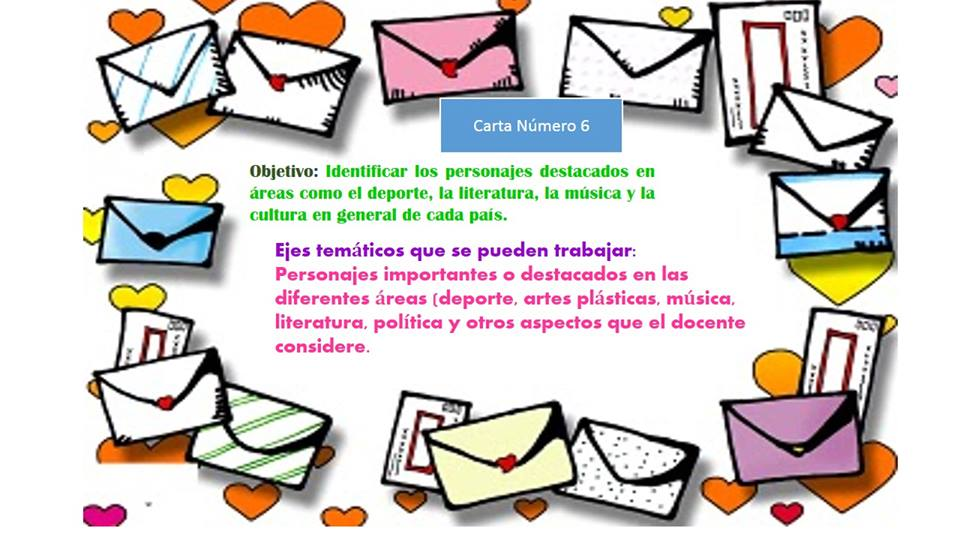 Carta Número 6
Objetivo: Identificar los personajes destacados en
áreas como el deporte, la literatura, la música y la
cultura en general de cada país.
Ejes temáticos que se pueden trabajar:
Personajes importantes o destacados en las
diferentes áreas (deporte, artes plásticas, música,
literatura, política y otros aspectos que el docente
considere.